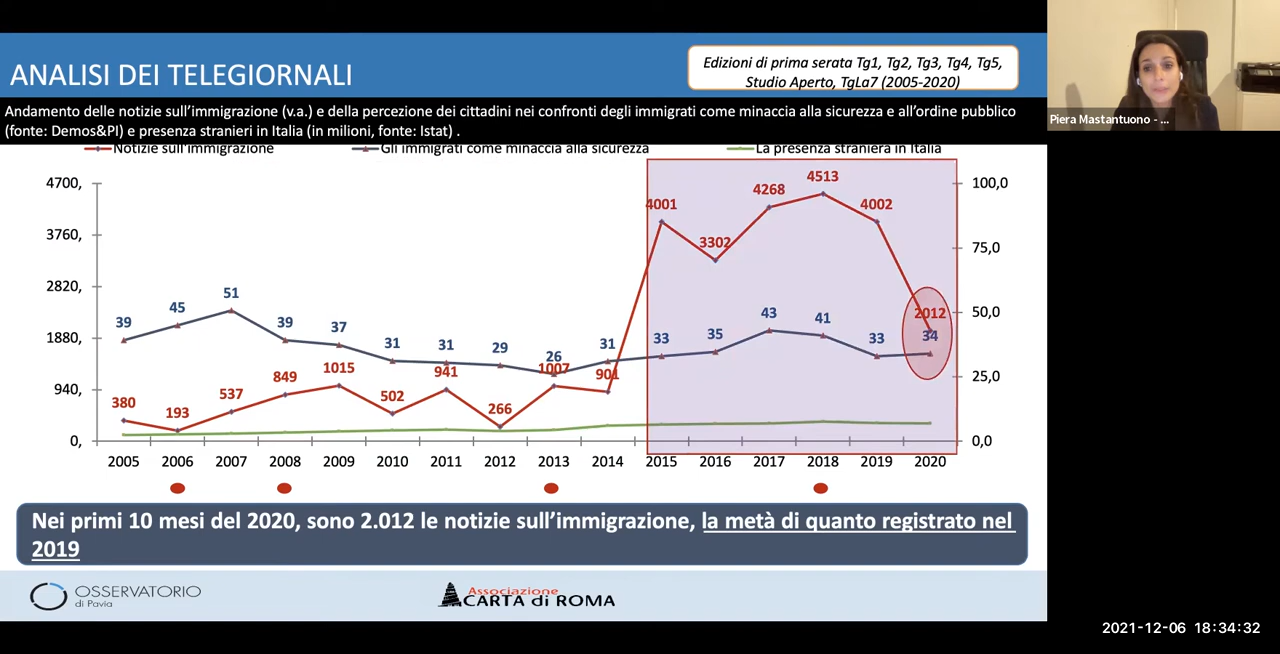 ANALISI DEI TELEGIORNALI
Edizioni di prima serata Tg1, Tg2, Tg3, Tg4, Tg5,
Studio Aperto, TgLa7 (2005-2020)
Piera Mastantuono - ...
Andamento delle notizie sull'immigrazione (v.a.) e della percezione dei cittadini nei confronti degli immigrati come minaccia alla sicurezza e all'ordine pubblico
(fonte: Demos&PI) e presenza stranieri in Italia (in milioni, fonte: Istat) .
Notizie sull'immigrazione
Gli immigrati come minaccia alla sicurezza
La presenza straniera in Italia
4700,
3760,
2820,
1880,
940,
0,
100,0
75,0
50,0
25,0
0,0
39 45 51 39 37 31 31 29 26 31 33 35 43 41 33 34
380 193 537 849 1015 502 941 266 1007 901 4001 3302 4268 4513 4002 2012
2005 2006 2007 2008 2009 2010 2011 2012 2013 2014 2015 2016 2017 2018 2019 2020
Nei primi 10 mesi del 2020, sono 2.012 le notizie sull'immigrazione, la metà di quanto registrato nel
2019
OSSERVATORIO
di Pavia
Associazione
CARTA di ROMA
2021-12-06 18:34:32